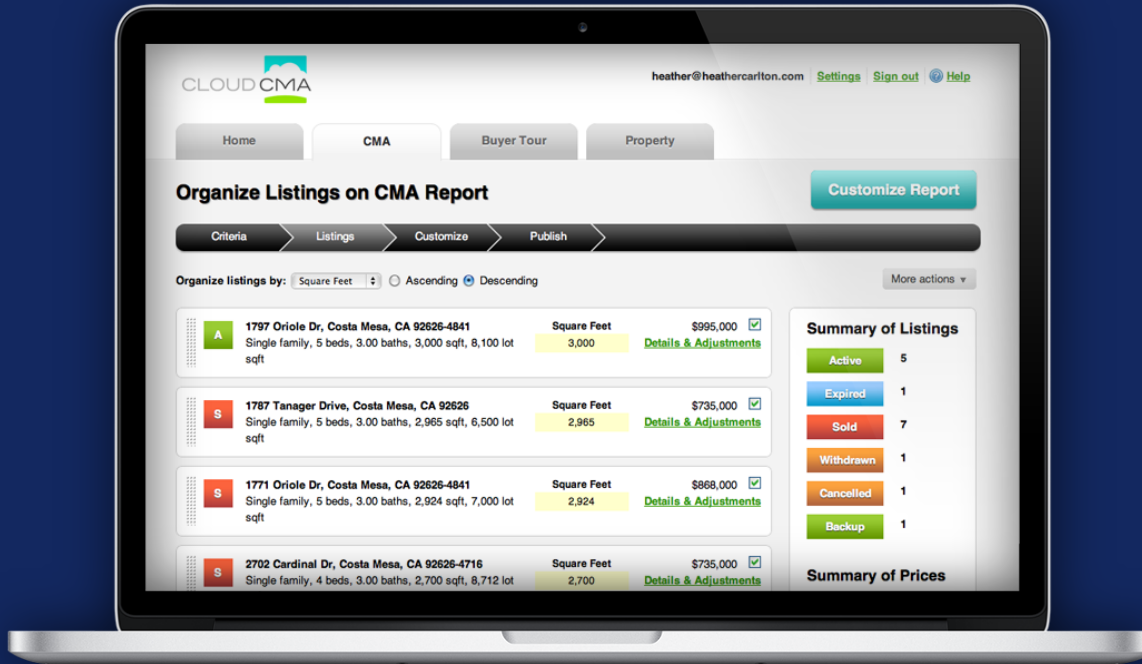 CLOUD CMA
heather@heathercarlton.com Settings Sign out ? Help
Home CMA Buyer Tour Property
Organize Listings on CMA Report
Customize Report
Criteria Listings Customize Publish
Organize listings by: Square Feet Ascending Descending
More actions
A
1797 Oriole Dr, Costa Mesa, CA 92626-4841
Single family, 5 beds, 3.00 baths, 3,000 sqft, 8,100 lot
sqft
Square Feet
3,000
$995,000
Details & Adjustments
S
1787 Tanager Drive, Costa Mesa, CA 92626
Single family, 5 beds, 3.00 baths, 2,965 sqft, 6,500 lot
sqft
Square Feet
2,965
$735,000
Details & Adjustments
S
1771 Oriole Dr, Costa Mesa, CA 92626-4841
Single family, 5 beds, 3.00 baths, 2,924 sqft, 7,000 lot
sqft
Square Feet
2,924
$868,000
Details & Adjustments
S
2702 Cardinal Dr, Costa Mesa, CA 92626-4716
Single family, 4 beds, 3.00 baths, 2,700 sqft, 8,712 lot
Square Feet
2,700
$735,000
Details & Adjustments
Summary of Listings
Active 5
Expired 1
Sold 7
Withdrawn 1
Cancelled 1
Backup 1
Summary of Prices